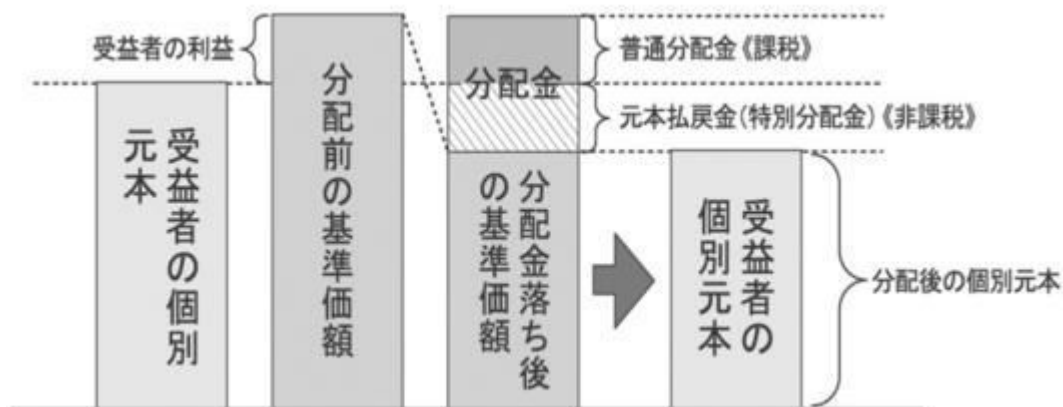 受益者の利益
受益者の個別
元本
分配前の基準価額
分配金
分配金落ち後
の基準価額
普通分配金《課税》
元本払戻金(特別分配金)《非課税》
受益者の
個別元本
分配後の個別元本